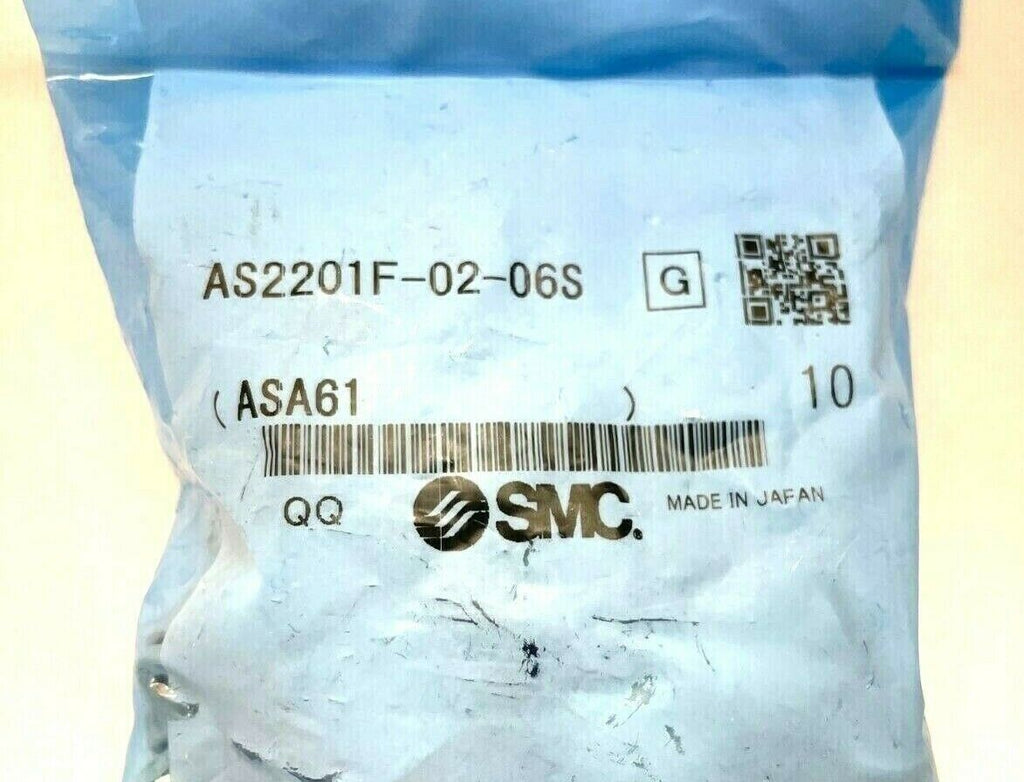 AS2201F-02-06S G
(ASA61 ) 10
QQ SMC. MADE IN JAPAN